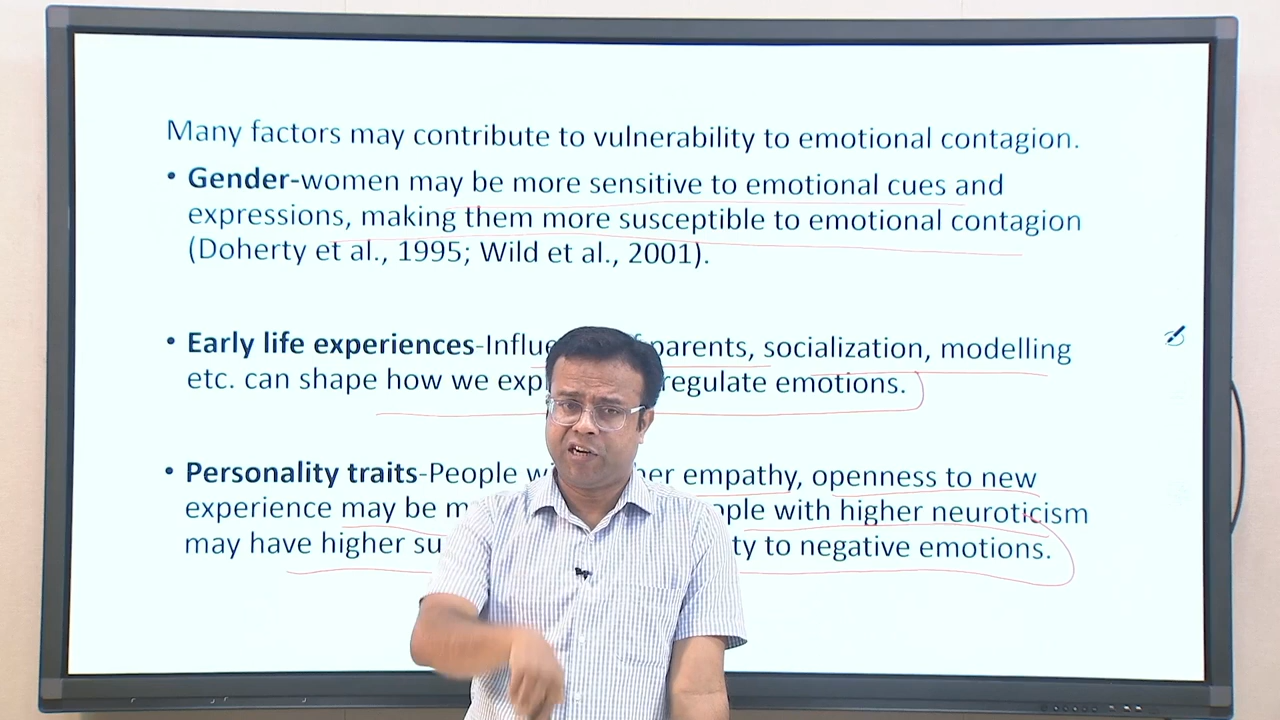 Many factors may contribute to vulnerability to emotional contagion.
• Gender-women may be more sensitive to emotional cues and
expressions, making them more susceptible to emotional contagion
(Doherty et al., 1995; Wild et al., 2001).
• Early life experiences-Influe parents, socialization, modelling
etc. can shape how we exp regulate emotions.
• Personality traits-People w her empathy, openness to new
experience may be m ple with higher neuroticism
may have higher su ty to negative emotions.